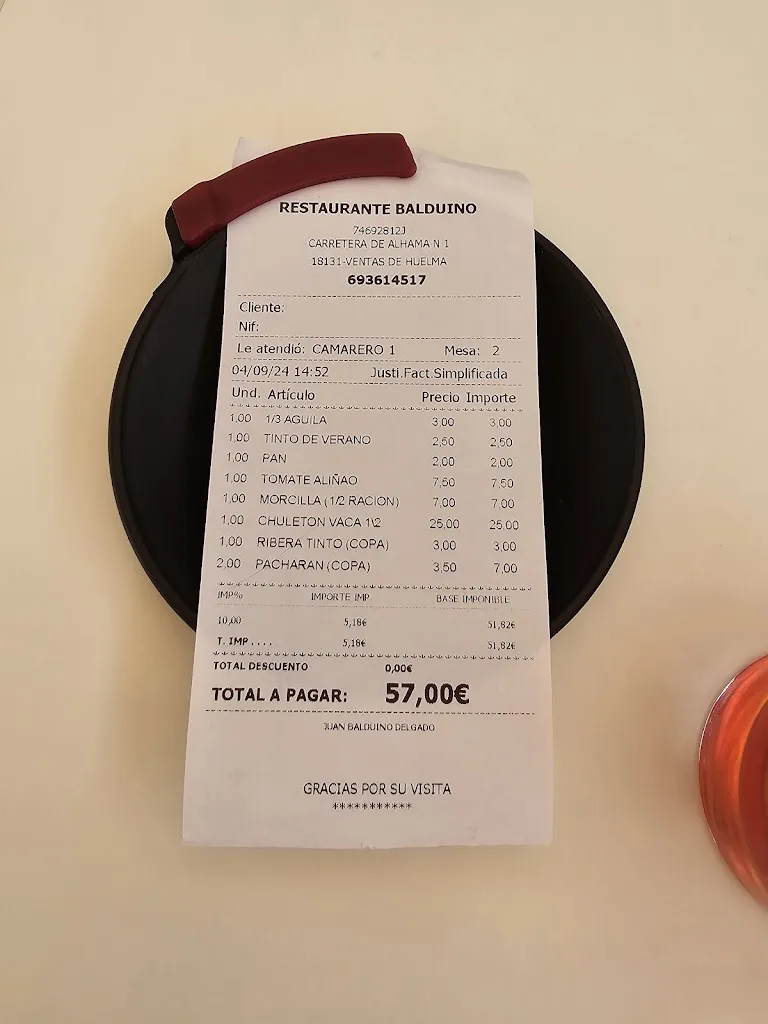 RESTAURANTE BALDUINO
74692812J
CARRETERA DE ALHAMA N 1
18131-VENTAS DE HUELMA
693614517
Cliente:
Nif:
Le atendió: CAMARERO 1 Mesa: 2
04/09/24 14:52 Justi.Fact.Simplificada
Und. Artículo Precio Importe
1,00 1/3 AGUILA 3,00 3,00
1,00 TINTO DE VERANO 2,50 2,50
1,00 PAN 2,00 2,00
1,00 TOMATE ALIÑAO 7,50 7,50
1,00 MORCILLA (1/2 RACION) 7,00 7,00
1,00 CHULETON VACA 1\2 25,00 25,00
1,00 RIBERA TINTO (COPA) 3,00 3,00
2,00 PACHARAN (COPA) 3,50 7,00
IMP% IMPORTE IMP BASE IMPONIBLE
10,00 5,18€ 51,82€
T. IMP .... 5,18€ 51,82€
TOTAL DESCUENTO 0,00€
TOTAL A PAGAR: 57,00€
JUAN BALDUINO DELGADO
GRACIAS POR SU VISITA
***********